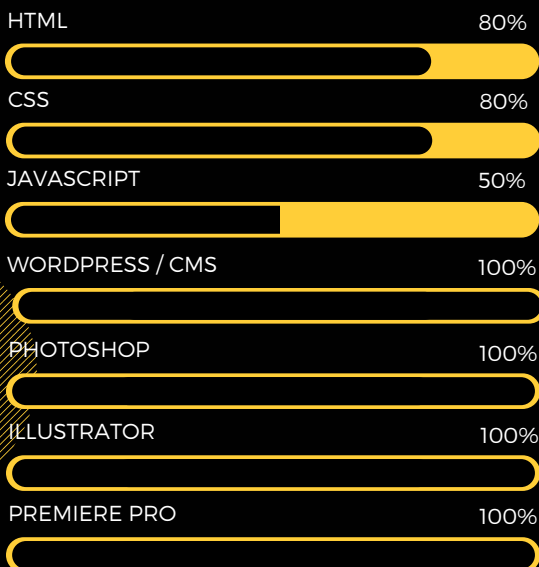 HTML 80%
CSS 80%
JAVASCRIPT 50%
WORDPRESS / CMS 100%
PHOTOSHOP 100%
ILLUSTRATOR 100%
PREMIERE PRO 100%